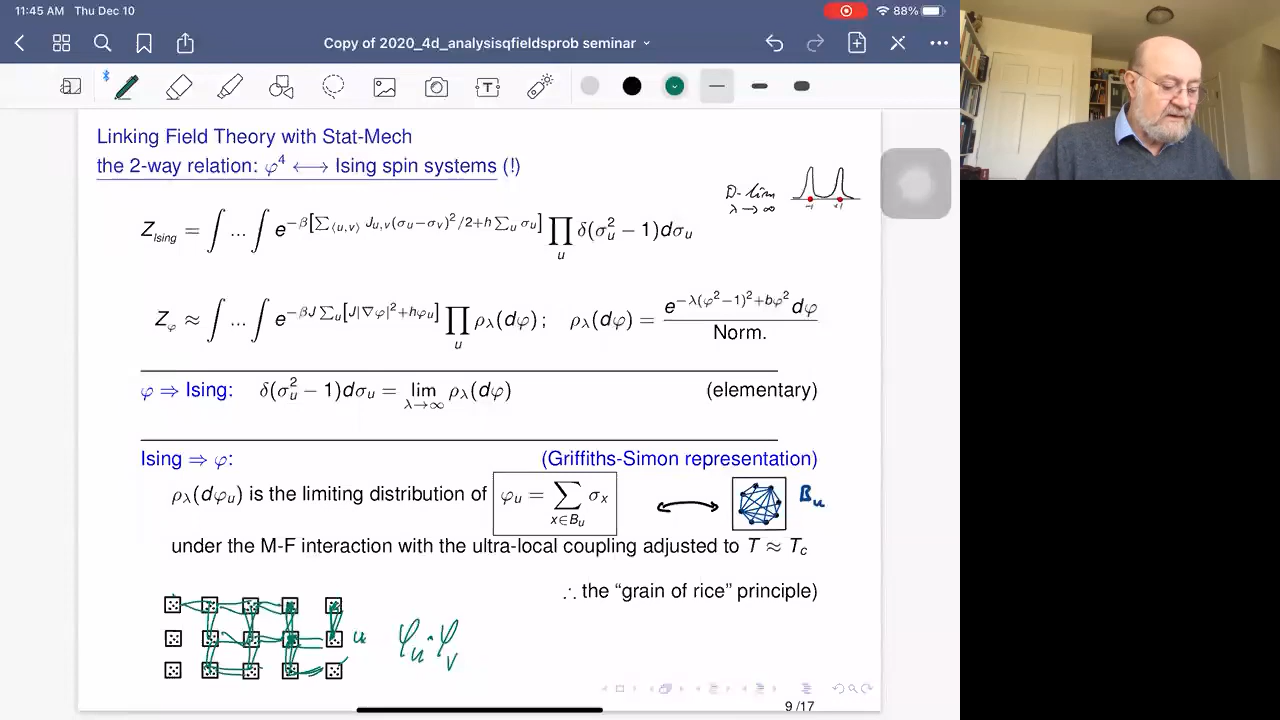 11:45 AM Thu Dec 10
88%
Copy of 2020_4d_analysisqfieldsprob seminar
T
Linking Field Theory with Stat-Mech
the 2-way relation: φ⁴ ⟷ Ising spin systems (!)
D-lim
λ→∞
-1 +1
Z_Ising = ∫ ... ∫ e^{-β[∑_{⟨u,v⟩} J_{u,v}(σ_u−σ_v)²/2+h ∑_u σ_u]} ∏_u δ(σ_u² − 1)dσ_u
Z_φ ≈ ∫ ... ∫ e^{-βJ ∑_u[J|∇φ|²+hφ_u]} ∏_u ρ_λ(dφ) ; ρ_λ(dφ) = e^{-λ(φ²−1)²+bφ²} dφ / Norm.
φ ⇒ Ising: δ(σ_u² − 1)dσ_u = lim_{λ→∞} ρ_λ(dφ) (elementary)
Ising ⇒ φ: (Griffiths-Simon representation)
ρ_λ(dφ_u) is the limiting distribution of φ_u = ∑_{x∈B_u} σ_x B_u
under the M-F interaction with the ultra-local coupling adjusted to T ≈ T_c
∴ the “grain of rice” principle)
u φ_u · φ_v
9 / 17